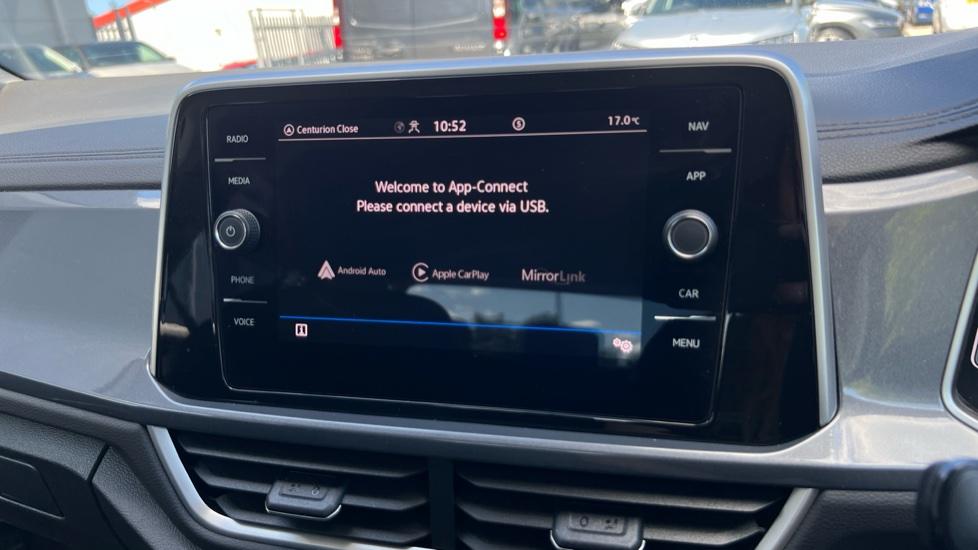 RADIO
MEDIA
PHONE
VOICE
Centurion Close
10:52
17.0°C
Welcome to App-Connect
Please connect a device via USB.
Android Auto
Apple CarPlay
MirrorLink
NAV
APP
CAR
MENU